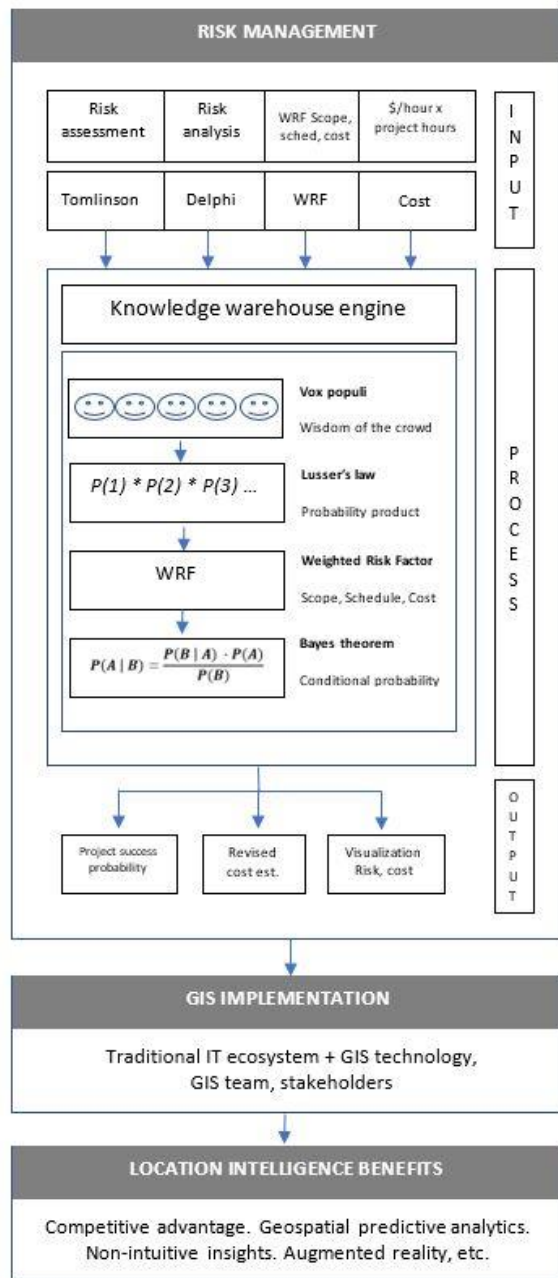 RISK MANAGEMENT
Risk
assessment
Risk
analysis
WRF Scope,
sched, cost
$/hour x
project hours
INPUT
Tomlinson
Delphi
WRF
Cost
Knowledge warehouse engine
PROCESS
Vox populi
Wisdom of the crowd
P(1) * P(2) * P(3) ...
Lusser's law
Probability product
WRF
Weighted Risk Factor
Scope, Schedule, Cost
P(A | B) = P(B | A) · P(A) / P(B)
Bayes theorem
Conditional probability
OUTPUT
Project success
probability
Revised
cost est.
Visualization
Risk, cost
GIS IMPLEMENTATION
Traditional IT ecosystem + GIS technology,
GIS team, stakeholders
LOCATION INTELLIGENCE BENEFITS
Competitive advantage. Geospatial predictive analytics.
Non-intuitive insights. Augmented reality, etc.